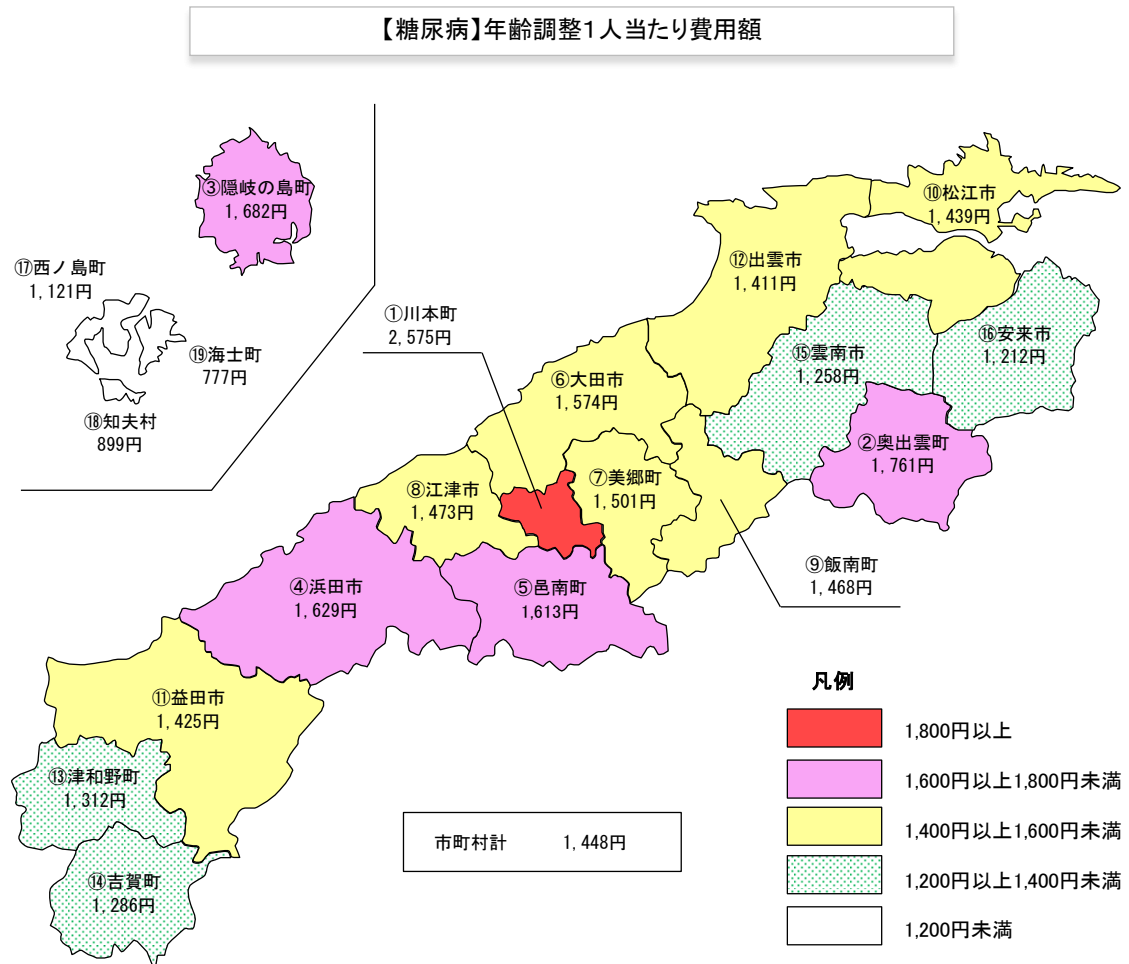 【糖尿病】年齢調整1人当たり費用額
③隠岐の島町
1,682円
⑰西ノ島町
1,121円
⑲海士町
777円
⑱知夫村
899円
①川本町
2,575円
⑩松江市
1,439円
⑫出雲市
1,411円
⑯安来市
1,212円
⑮雲南市
1,258円
②奥出雲町
1,761円
⑥大田市
1,574円
⑦美郷町
1,501円
⑧江津市
1,473円
⑨飯南町
1,468円
④浜田市
1,629円
⑤邑南町
1,613円
⑪益田市
1,425円
⑬津和野町
1,312円
⑭吉賀町
1,286円
市町村計 1,448円
凡例
1,800円以上
1,600円以上1,800円未満
1,400円以上1,600円未満
1,200円以上1,400円未満
1,200円未満